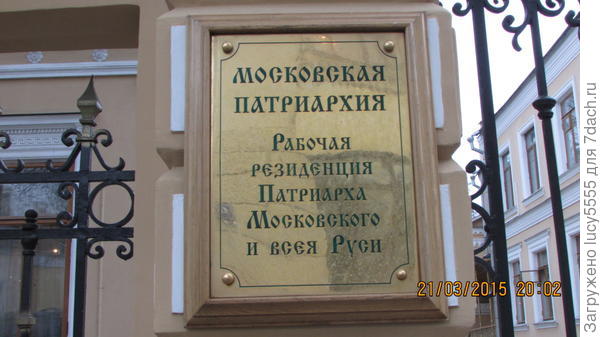 МОСКОВСКАЯ
ПАТРИАРХИЯ
РАБОЧАЯ
РЕЗИДЕНЦИЯ
ПАТРИАРХА
МОСКОВСКОГО
И ВСЕЯ РУСИ
21/03/2015 20:02
Загружено lucy5555 для 7dach.ru